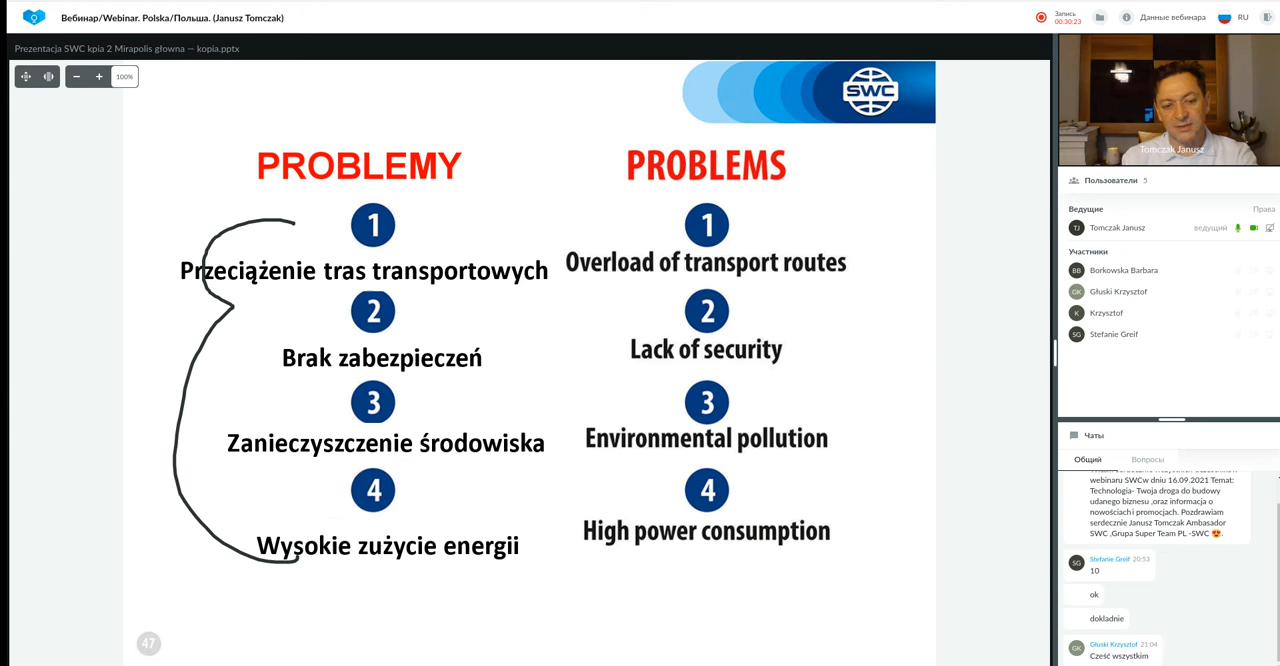 Вебинар/Webinar. Polska/Польша. (Janusz Tomczak)
Запись
00:30:23
Данные вебинара
RU
Prezentacja SWC kpia 2 Mirapolis głowna — kopia.pptx
100%
SWC
PROBLEMY
1
Przeciążenie tras transportowych
2
Brak zabezpieczeń
3
Zanieczyszczenie środowiska
4
Wysokie zużycie energii
PROBLEMS
1
Overload of transport routes
2
Lack of security
3
Environmental pollution
4
High power consumption
47
Tomczak Janusz
Пользователи 5
Ведущие Права
TJ Tomczak Janusz ведущий
Участники
BB Borkowska Barbara
GK Głuski Krzysztof
K Krzysztof
SG Stefanie Greif
Чаты
Общий Вопросы
webinaru SWCw dniu 16.09.2021 Temat:
Technologia- Twoja droga do budowy
udanego biznesu ,oraz informacja o
nowościach i promocjach. Pozdrawiam
serdecznie Janusz Tomczak Ambasador
SWC ,Grupa Super Team PL -SWC 😍.
SG Stefanie Greif 20:53
10
ok
dokladnie
GK Głuski Krzysztof 21:04
Cześć wszystkim